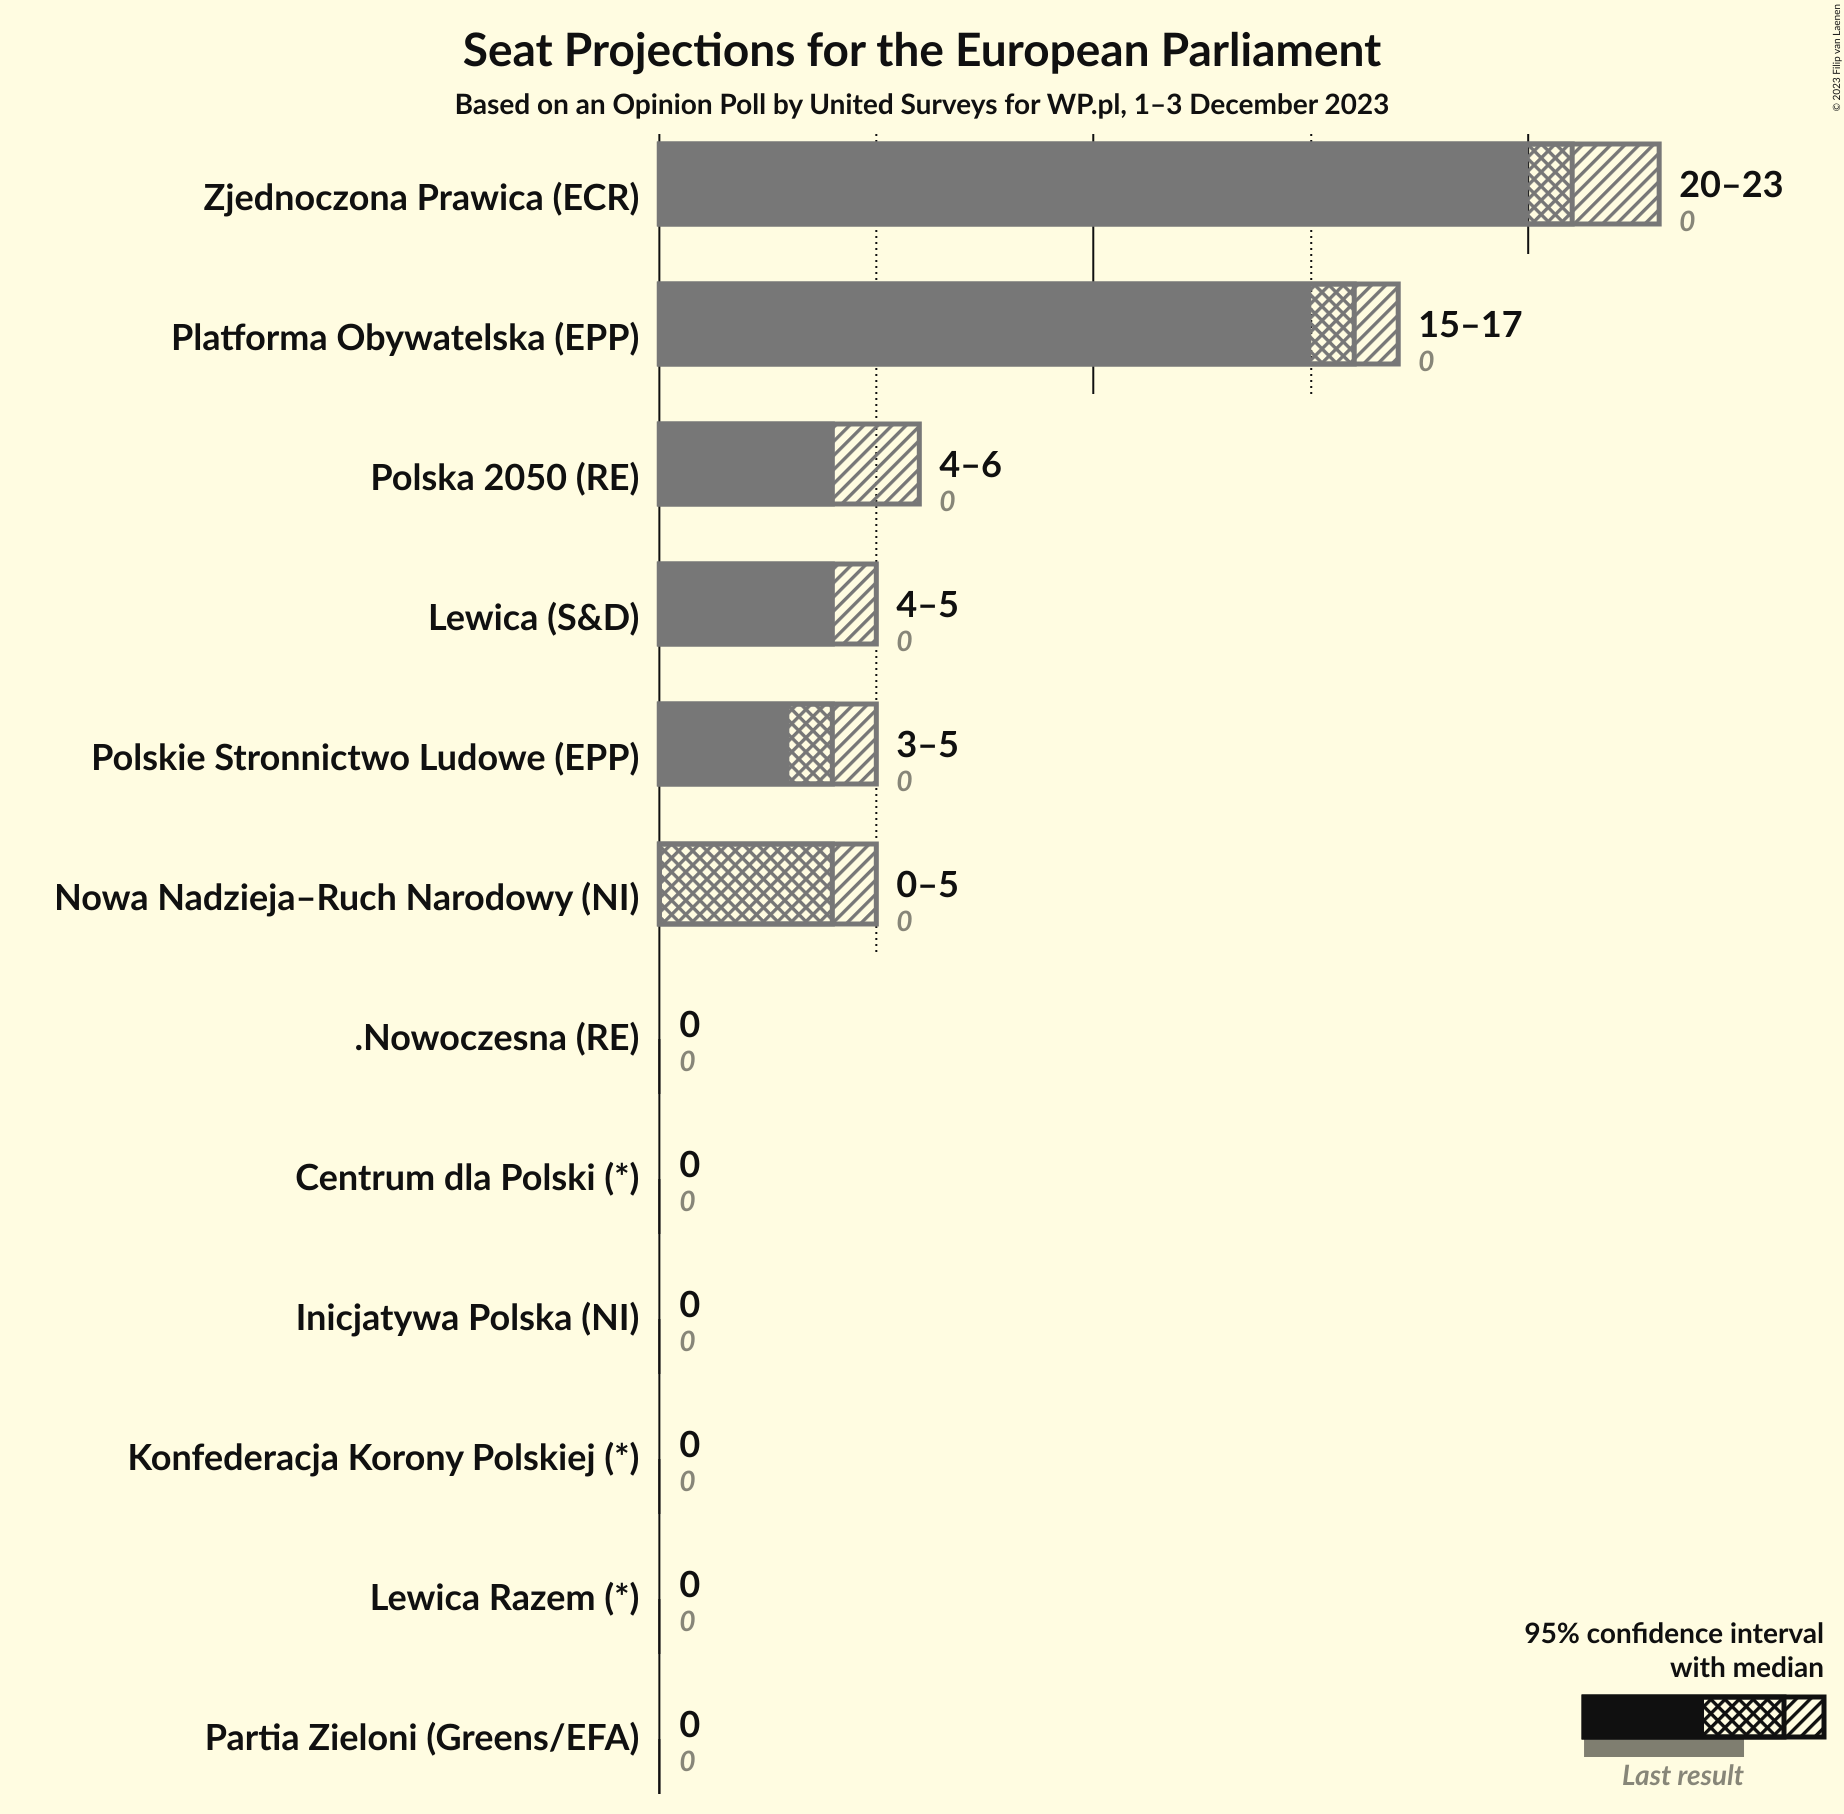 Seat Projections for the European Parliament
Based on an Opinion Poll by United Surveys for WP.pl, 1–3 December 2023
© 2023 Filip van Laenen
Zjednoczona Prawica (ECR)
20–23
0
Platforma Obywatelska (EPP)
15–17
0
Polska 2050 (RE)
4–6
0
Lewica (S&D)
4–5
0
Polskie Stronnictwo Ludowe (EPP)
3–5
0
Nowa Nadzieja–Ruch Narodowy (NI)
0–5
0
.Nowoczesna (RE)
0
0
Centrum dla Polski (*)
0
0
Inicjatywa Polska (NI)
0
0
Konfederacja Korony Polskiej (*)
0
0
Lewica Razem (*)
0
0
Partia Zieloni (Greens/EFA)
0
0
95% confidence interval
with median
Last result